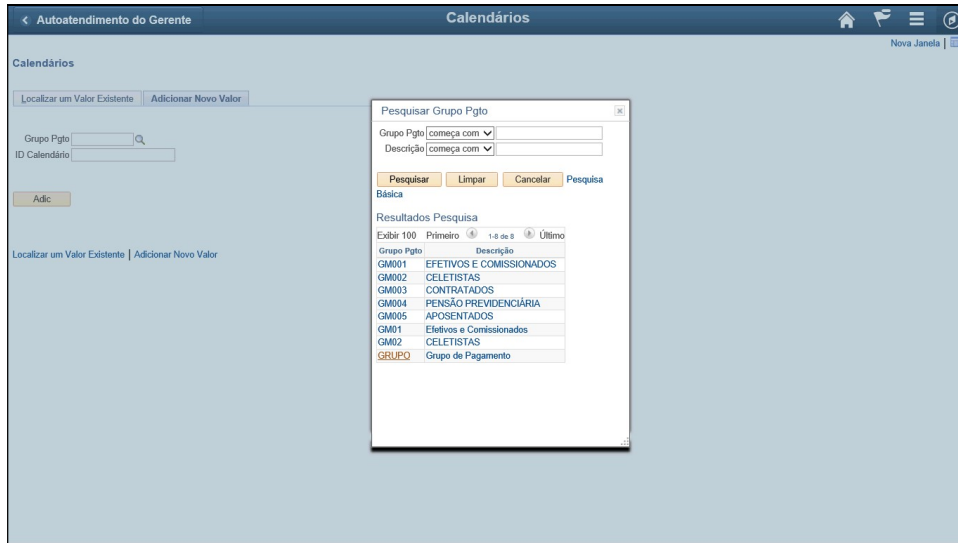 Autoatendimento do Gerente
Calendários
Nova Janela |
Calendários
Localizar um Valor Existente
Adicionar Novo Valor
Grupo Pgto
ID Calendário
Adic
Localizar um Valor Existente | Adicionar Novo Valor
Pesquisar Grupo Pgto
Grupo Pgto começa com
Descrição começa com
Pesquisar Limpar Cancelar Pesquisa
Básica
Resultados Pesquisa
Exibir 100 Primeiro 1-8 de 8 Último
Grupo Pgto Descrição
GM001 EFETIVOS E COMISSIONADOS
GM002 CELETISTAS
GM003 CONTRATADOS
GM004 PENSÃO PREVIDENCIÁRIA
GM005 APOSENTADOS
GM01 Efetivos e Comissionados
GM02 CELETISTAS
GRUPO Grupo de Pagamento